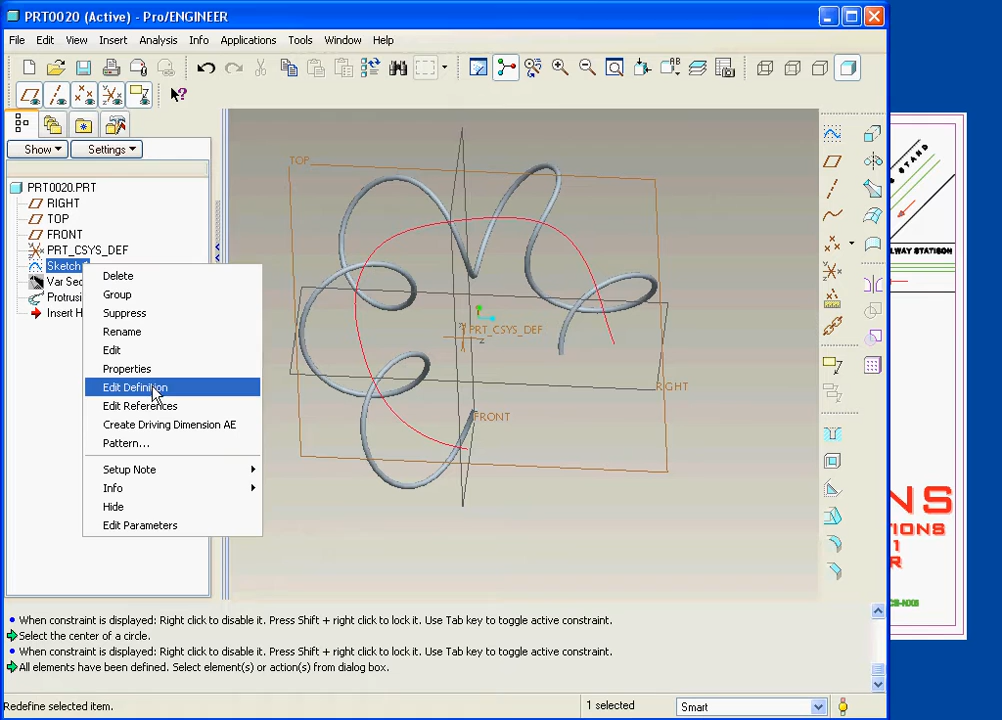 PRT0020 (Active) - Pro/ENGINEER
File Edit View Insert Analysis Info Applications Tools Window Help
Show Settings
PRT0020.PRT
RIGHT
TOP
FRONT
PRT_CSYS_DEF
Sketch
Var Sec
Protrusi
Insert H
Delete
Group
Suppress
Rename
Edit
Properties
Edit Definition
Edit References
Create Driving Dimension AE
Pattern...
Setup Note
Info
Hide
Edit Parameters
TOP
PRT_CSYS_DEF
RIGHT
FRONT
STAND
LWAY STATISON
NS
IONS
1
R
CS-NX6
When constraint is displayed: Right click to disable it. Press Shift + right click to lock it. Use Tab key to toggle active constraint.
Select the center of a circle.
When constraint is displayed: Right click to disable it. Press Shift + right click to lock it. Use Tab key to toggle active constraint.
All elements have been defined. Select element(s) or action(s) from dialog box.
Redefine selected item.
1 selected
Smart